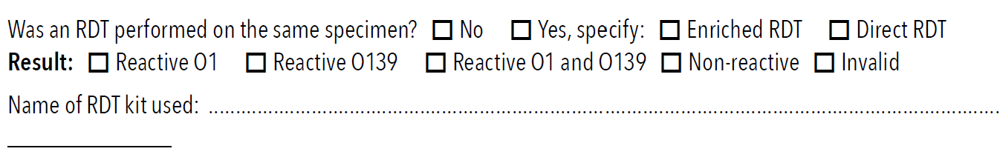 Was an RDT performed on the same specimen? ☐ No ☐ Yes, specify: ☐ Enriched RDT ☐ Direct RDT
Result: ☐ Reactive O1 ☐ Reactive O139 ☐ Reactive O1 and O139 ☐ Non-reactive ☐ Invalid
Name of RDT kit used: ....................................................................................................